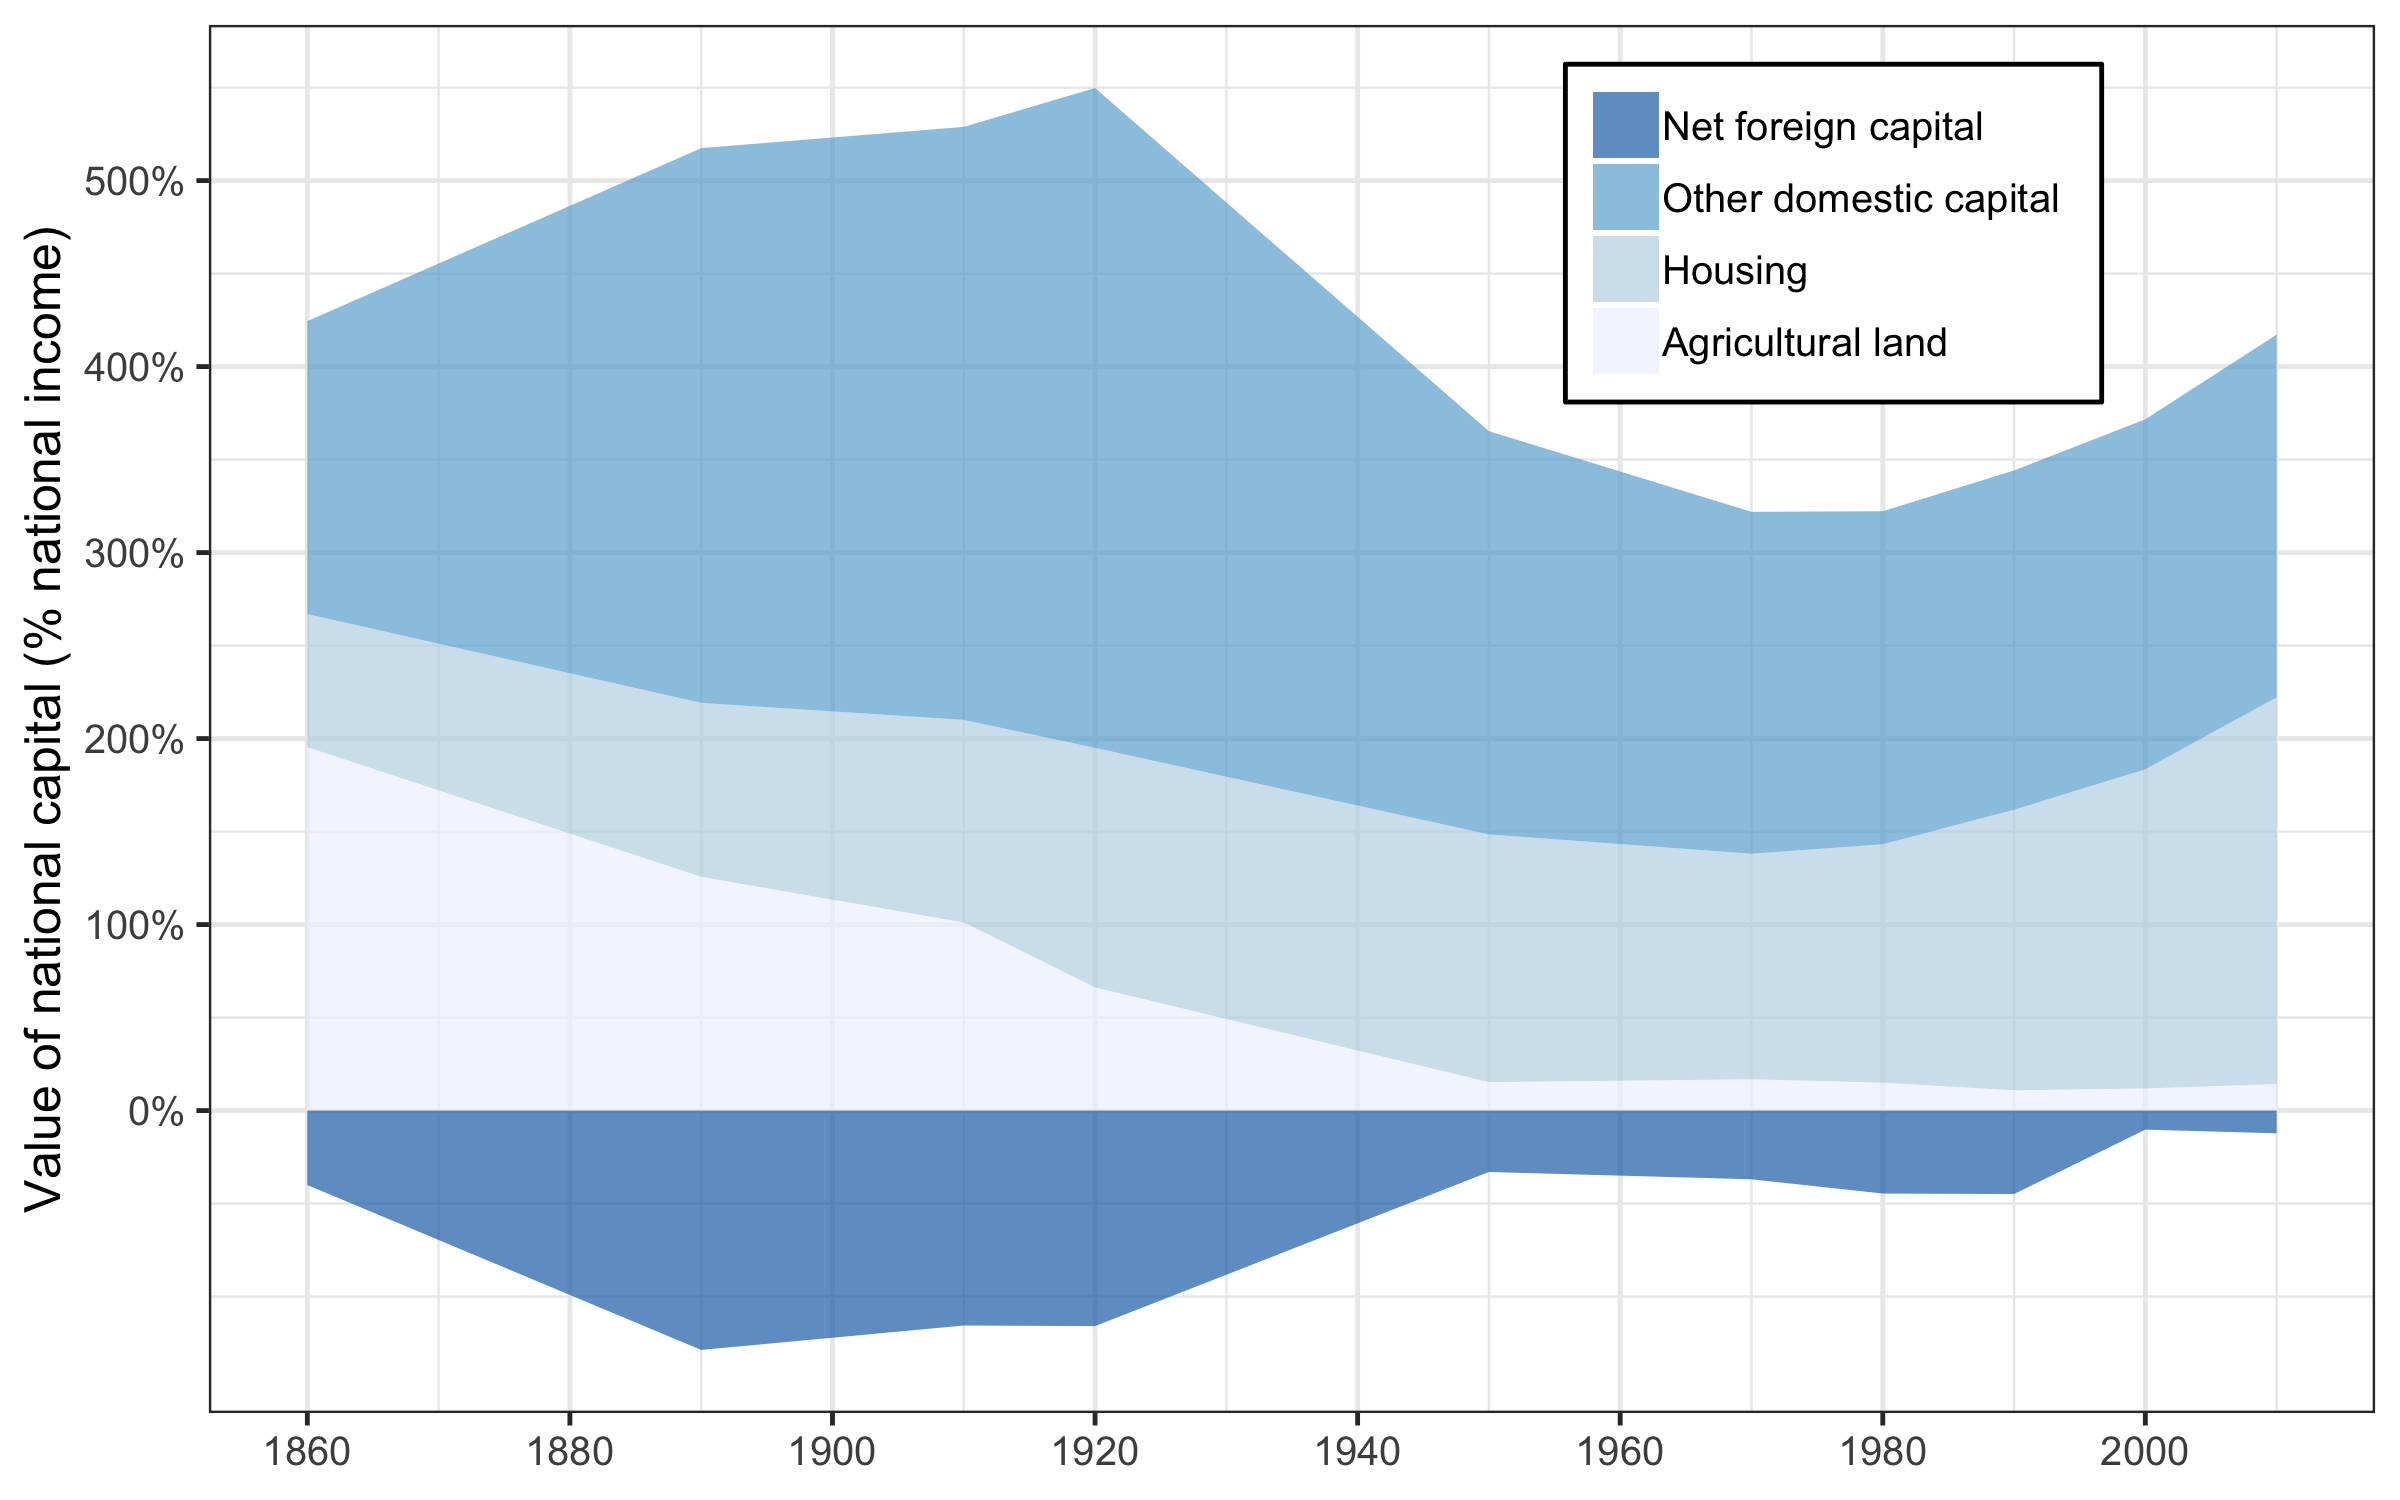 Value of national capital (% national income)
500%
400%
300%
200%
100%
0%
Net foreign capital
Other domestic capital
Housing
Agricultural land
1860 1880 1900 1920 1940 1960 1980 2000